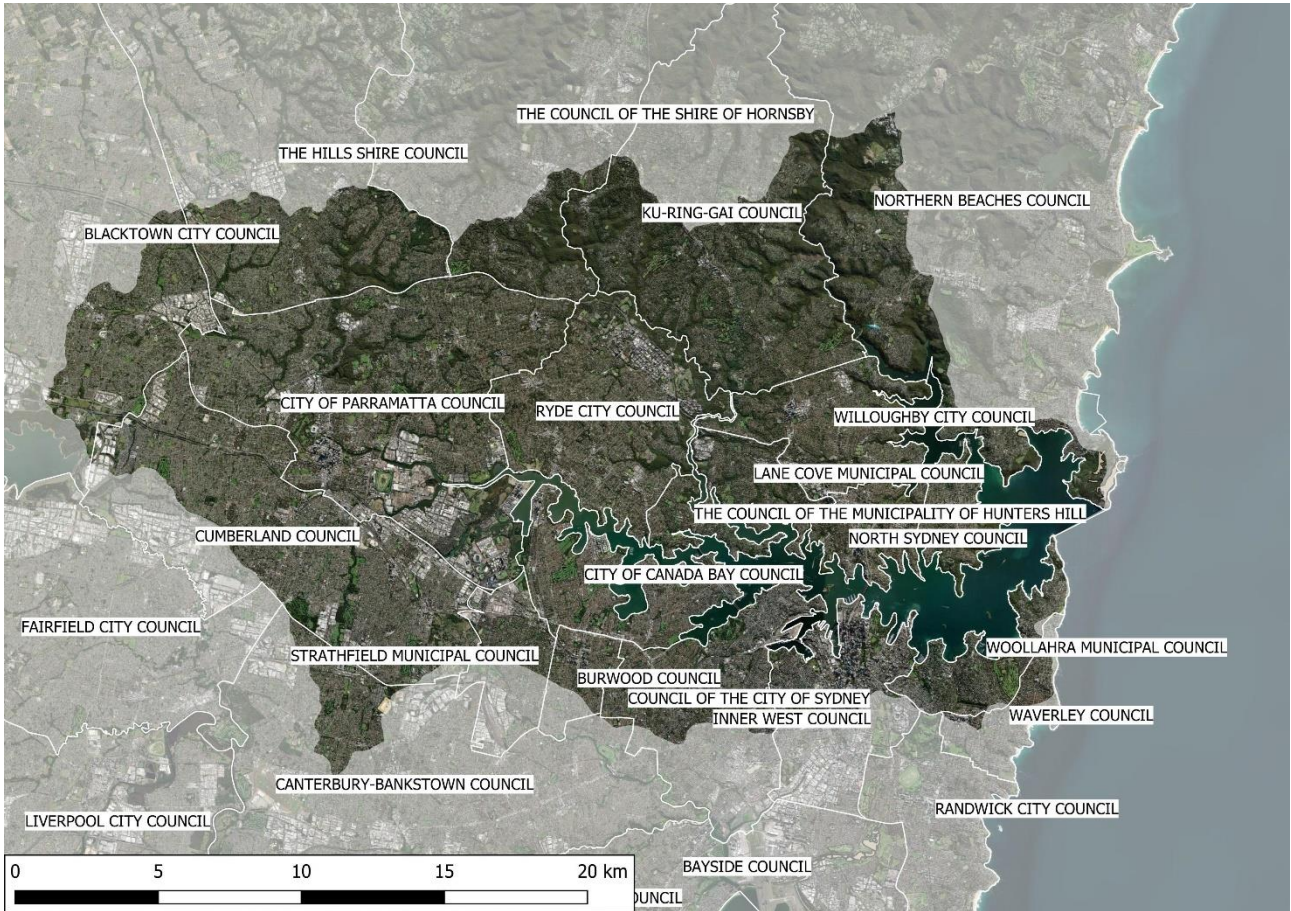 THE COUNCIL OF THE SHIRE OF HORNSBY
THE HILLS SHIRE COUNCIL
NORTHERN BEACHES COUNCIL
KU-RING-GAI COUNCIL
BLACKTOWN CITY COUNCIL
CITY OF PARRAMATTA COUNCIL
RYDE CITY COUNCIL
WILLOUGHBY CITY COUNCIL
LANE COVE MUNICIPAL COUNCIL
THE COUNCIL OF THE MUNICIPALITY OF HUNTERS HILL
CUMBERLAND COUNCIL
NORTH SYDNEY COUNCIL
CITY OF CANADA BAY COUNCIL
FAIRFIELD CITY COUNCIL
WOOLLAHRA MUNICIPAL COUNCIL
STRATHFIELD MUNICIPAL COUNCIL
BURWOOD COUNCIL
COUNCIL OF THE CITY OF SYDNEY
INNER WEST COUNCIL
WAVERLEY COUNCIL
CANTERBURY-BANKSTOWN COUNCIL
RANDWICK CITY COUNCIL
LIVERPOOL CITY COUNCIL
BAYSIDE COUNCIL
0 5 10 15 20 km